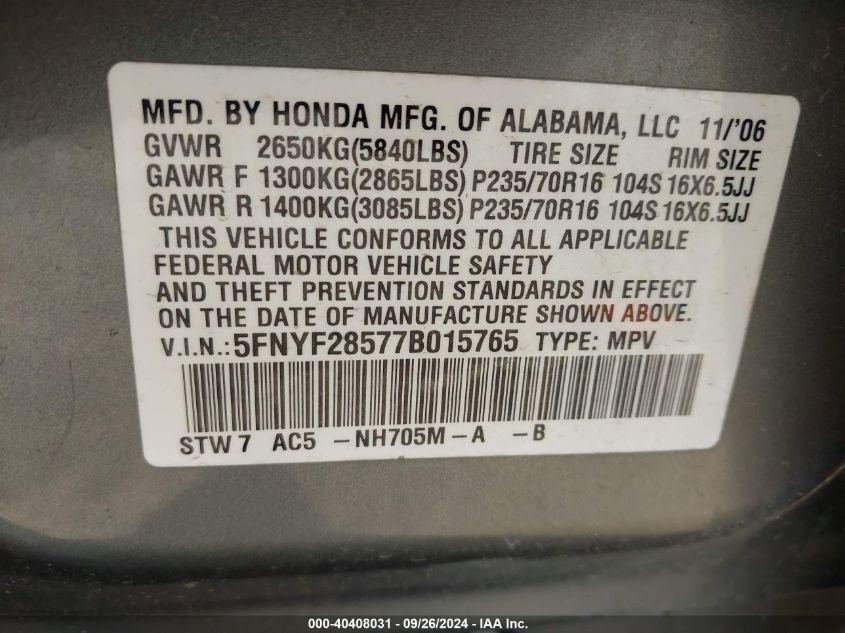 MFD. BY HONDA MFG. OF ALABAMA, LLC 11/'06
GVWR 2650KG(5840LBS) TIRE SIZE RIM SIZE
GAWR F 1300KG(2865LBS) P235/70R16 104S 16X6.5JJ
GAWR R 1400KG(3085LBS) P235/70R16 104S 16X6.5JJ
THIS VEHICLE CONFORMS TO ALL APPLICABLE
FEDERAL MOTOR VEHICLE SAFETY
AND THEFT PREVENTION STANDARDS IN EFFECT
ON THE DATE OF MANUFACTURE SHOWN ABOVE.
V.I.N.: 5FNYF28577B015765 TYPE: MPV
STW7 AC5 -NH705M-A -B
000-40408031 - 09/26/2024 - IAA Inc.